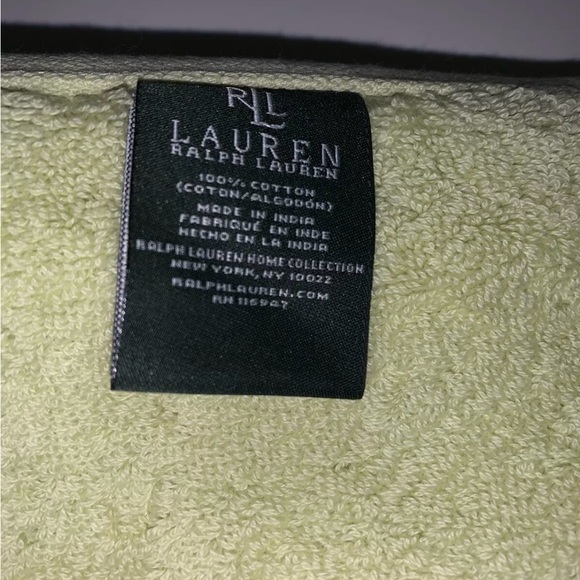 RLL
LAUREN
RALPH LAUREN
100% COTTON
(COTON/ALGODÓN)
MADE IN INDIA
FABRIQUÉ EN INDE
HECHO EN LA INDIA
RALPH LAUREN HOME COLLECTION
NEW YORK, NY 10022
RALPHLAUREN.COM
RN 116947